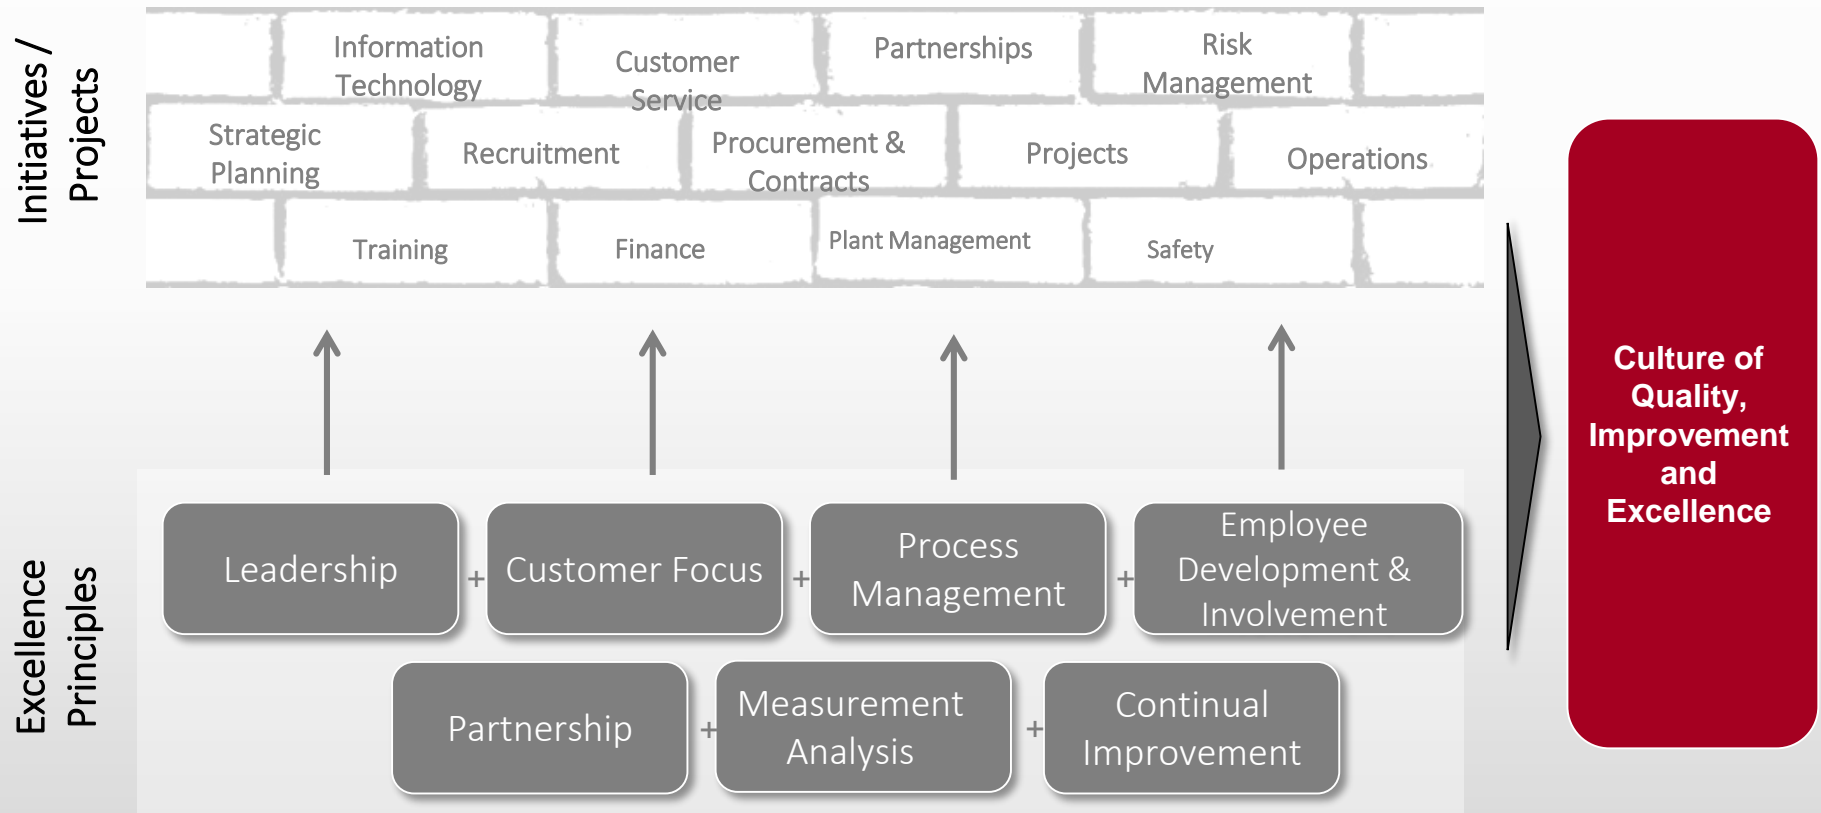 Initiatives /
Projects
Information
Technology
Customer
Service
Partnerships
Risk
Management
Strategic
Planning
Recruitment
Procurement &
Contracts
Projects
Operations
Training
Finance
Plant Management
Safety
Excellence
Principles
Leadership
+
Customer Focus
+
Process
Management
+
Employee
Development &
Involvement
Partnership
+
Measurement
Analysis
+
Continual
Improvement
Culture of
Quality,
Improvement
and
Excellence